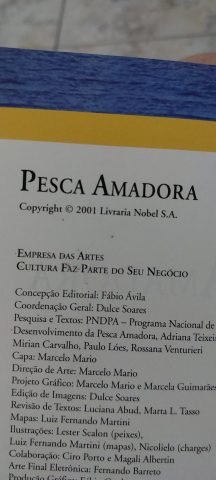 PESCA AMADORA
Copyright © 2001 Livraria Nobel S.A.
EMPRESA DAS ARTES
CULTURA FAZ PARTE DO SEU NEGÓCIO
Concepção Editorial: Fábio Ávila
Coordenação Geral: Dulce Soares
Pesquisa e Textos: PNDPA – Programa Nacional de
Desenvolvimento da Pesca Amadora, Adriana
Mirian Carvalho, Paulo Lóes, Rosana Venturieri
Capa: Marcelo Mario
Direção de Arte: Marcelo Mario
Projeto Gráfico: Marcelo Mario e Marcela Guimarães
Edição de Imagens: Dulce Soares
Revisão de Textos: Luciana Abud, Marta L. Tasso
Mapas: Luiz Fernando Martini
Ilustrações: Lester Scalon (peixes),
Luiz Fernando Martini (mapas), Nicolielo (charges)
Colaboração: Ciro Porto e Magali Albertin
Arte Final Eletrônica: Fernando Barreto
Produção Gráfica: